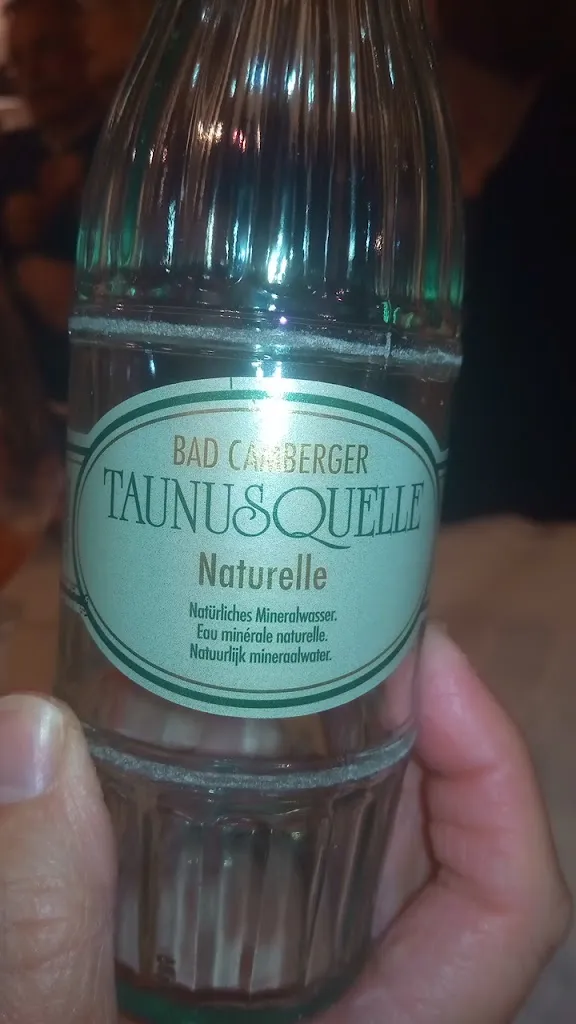 BAD CAMBERGER
TAUNUSQUELLE
Naturelle
Natürliches Mineralwasser.
Eau minérale naturelle.
Natuurlijk mineraalwater.